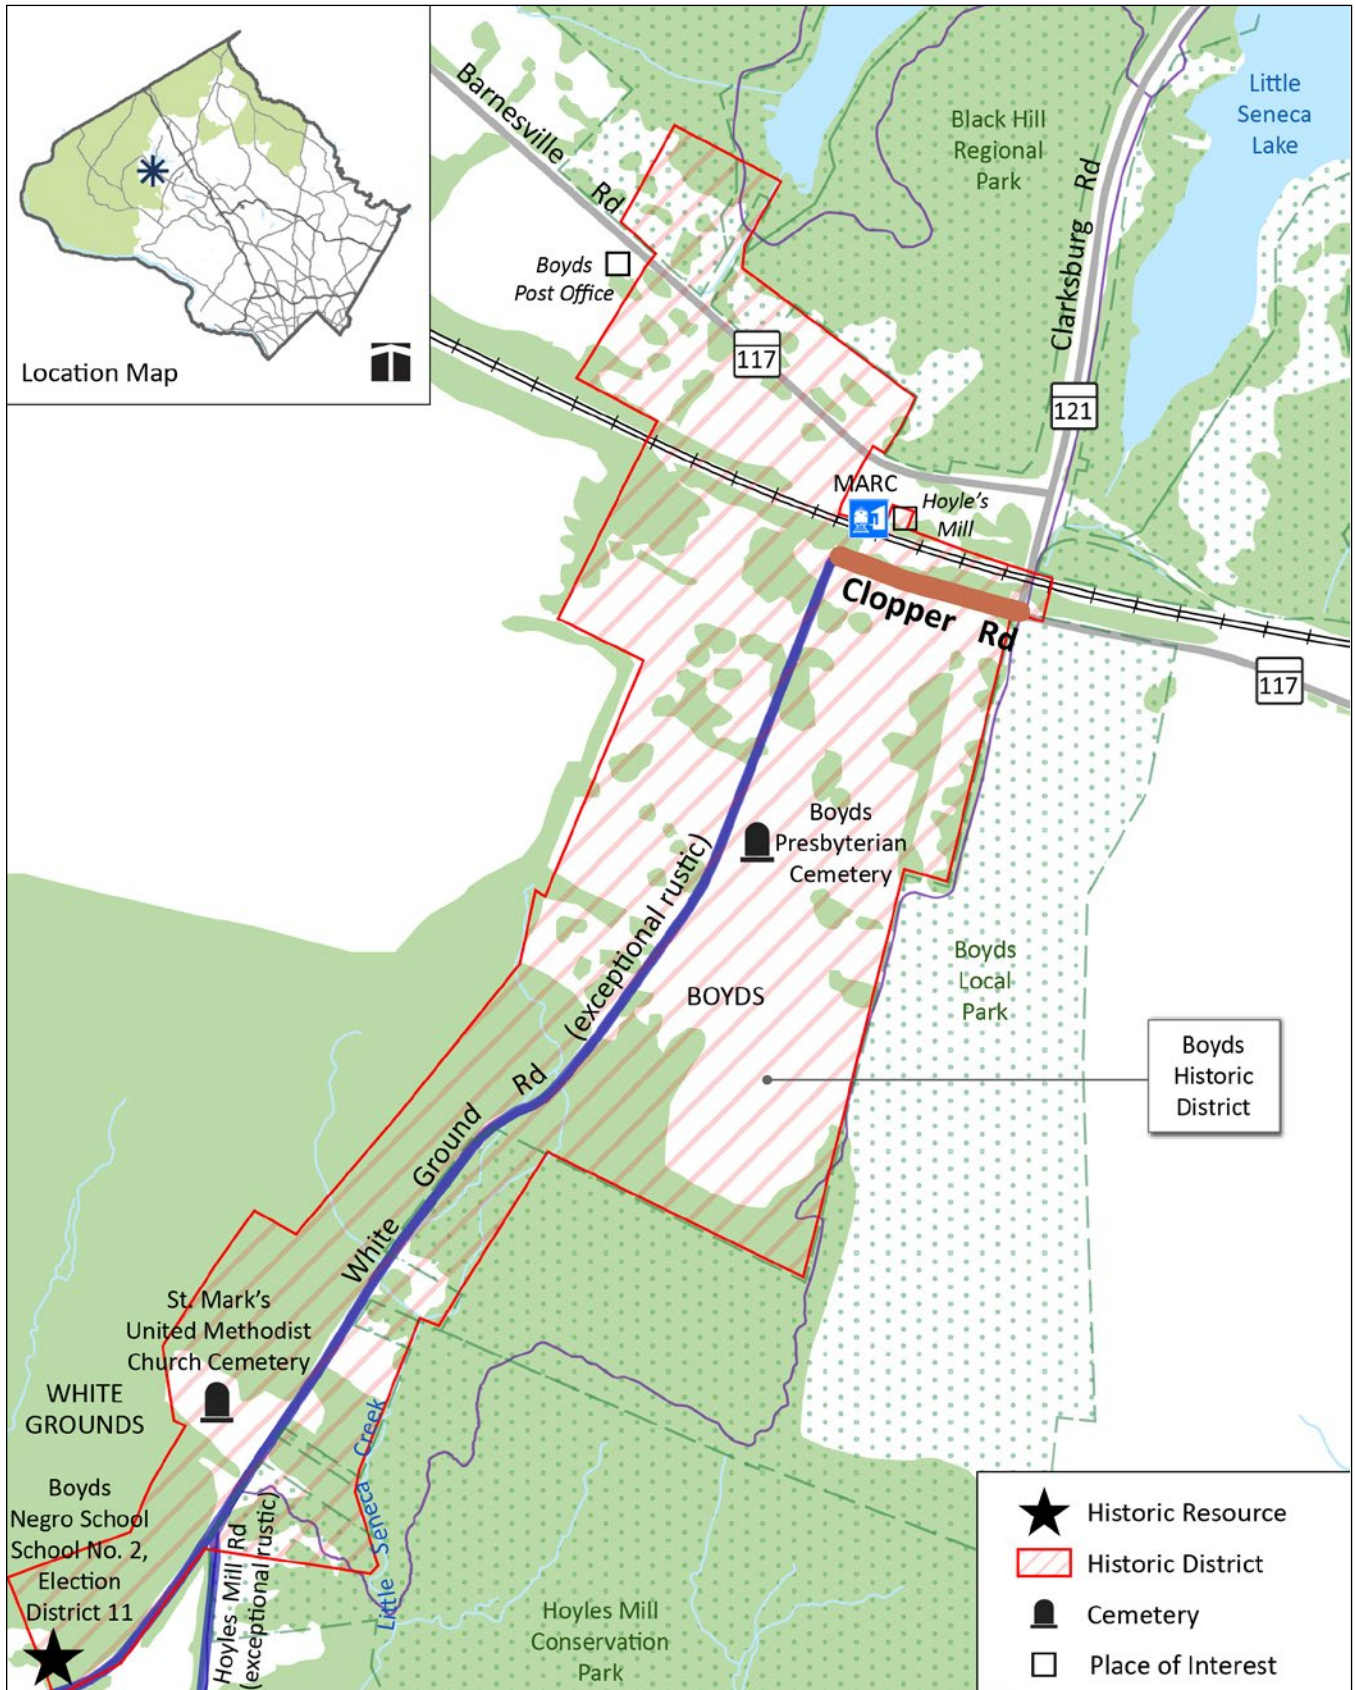 Location Map
Barnesville Rd
Boyds
Post Office
117
Black Hill
Regional
Park
Little
Seneca
Lake
Clarksburg Rd
121
MARC
Hoyle's
Mill
Clopper Rd
117
Boyds
Presbyterian
Cemetery
White Ground Rd (exceptional rustic)
BOYDS
Boyds
Local
Park
Boyds
Historic
District
St. Mark's
United Methodist
Church Cemetery
WHITE
GROUNDS
Boyds
Negro School
School No. 2,
Election
District 11
Hoyles Mill Rd
(exceptional rustic)
Little Seneca Creek
Hoyles Mill
Conservation
Park
Historic Resource
Historic District
Cemetery
Place of Interest